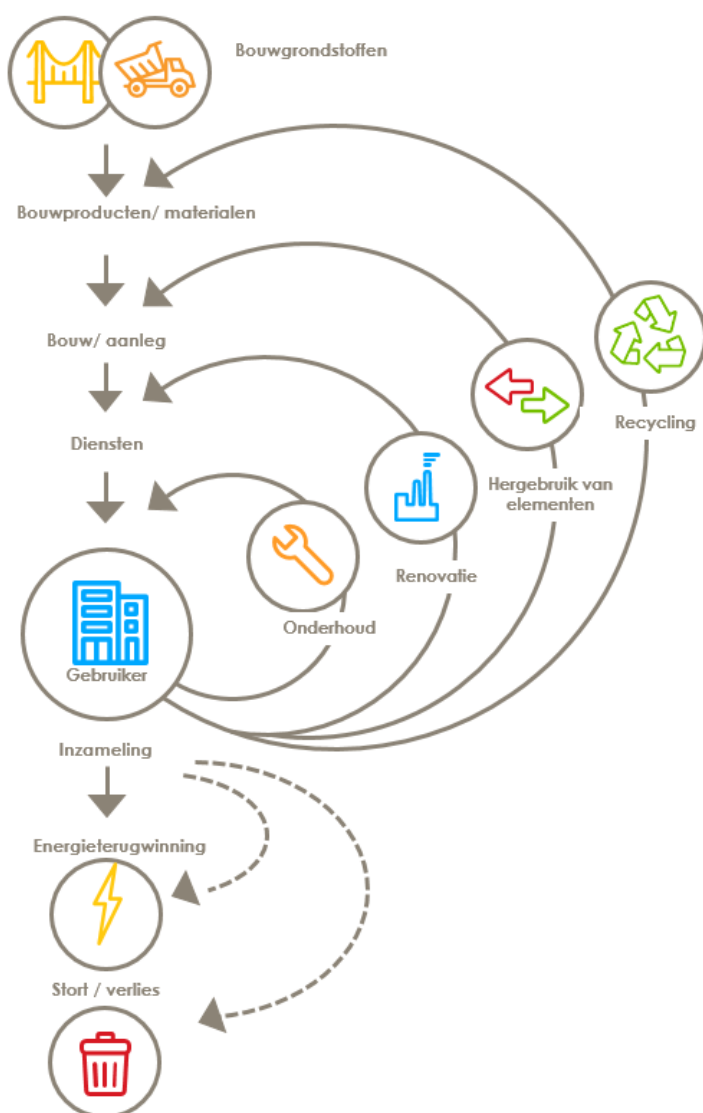 Bouwgrondstoffen
Bouwproducten/ materialen
Bouw/ aanleg
Diensten
Gebruiker
Onderhoud
Renovatie
Hergebruik van
elementen
Recycling
Inzameling
Energieterugwinning
Stort / verlies